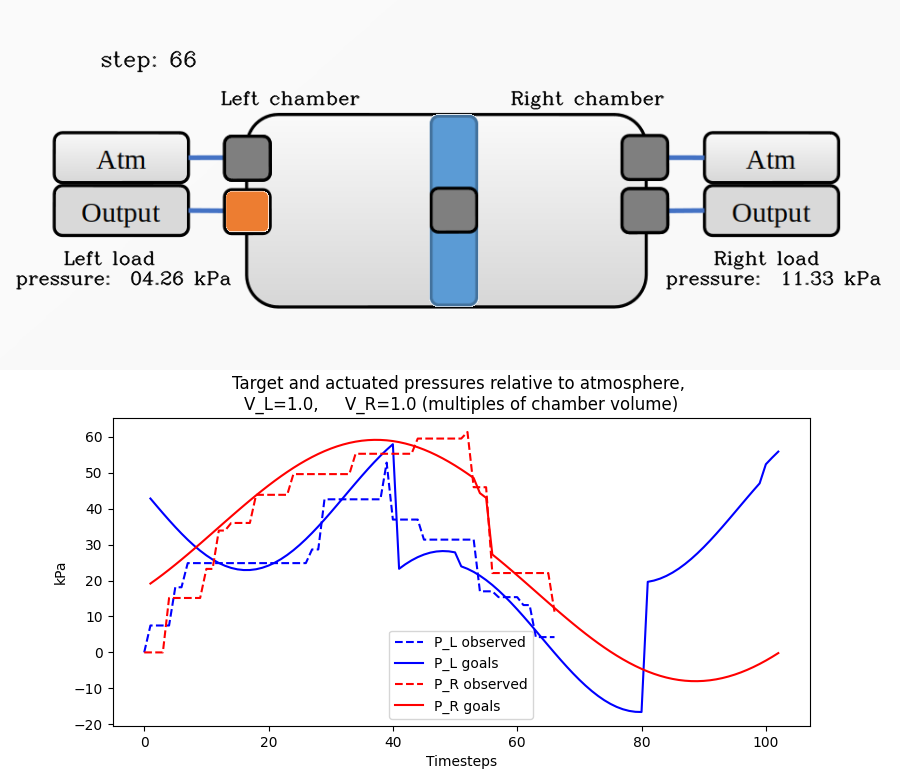 step: 66
Left chamber
Right chamber
Atm
Atm
Output
Output
Left load
pressure: 04.26 kPa
Right load
pressure: 11.33 kPa
Target and actuated pressures relative to atmosphere,
V_L=1.0, V_R=1.0 (multiples of chamber volume)
60
50
40
30
20
10
0
−10
−20
kPa
P_L observed
P_L goals
P_R observed
P_R goals
0 20 40 60 80 100
Timesteps